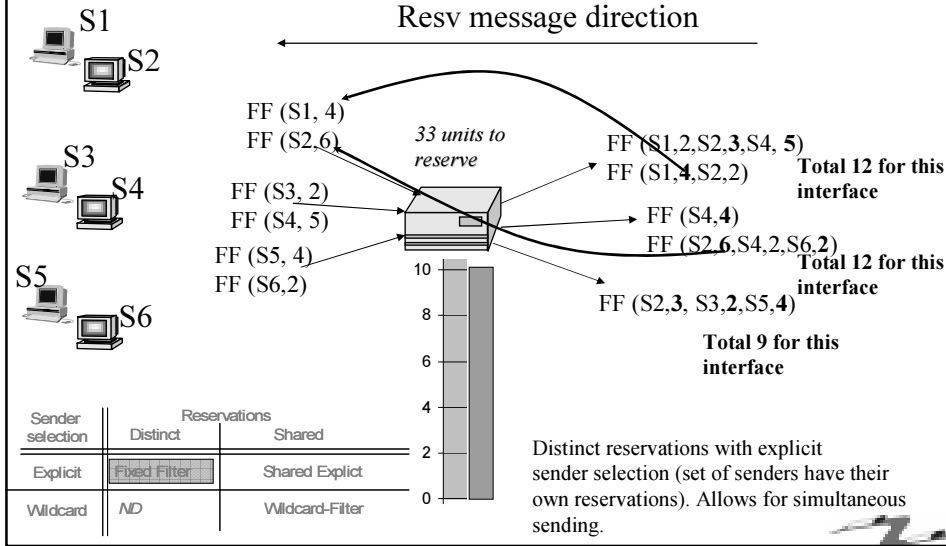 Resv message direction
S1
S2
S3
S4
S5
S6
FF (S1, 4)
FF (S2,6)
FF (S3, 2)
FF (S4, 5)
FF (S5, 4)
FF (S6,2)
33 units to
reserve
FF (S1,2,S2,3,S4, 5)
FF (S1,4,S2,2)
Total 12 for this
interface
FF (S4,4)
FF (S2,6,S4,2,S6,2)
Total 12 for this
interface
FF (S2,3, S3,2,S5,4)
Total 9 for this
interface
10
8
6
4
2
0
Sender
selection
Reservations
Distinct
Shared
Explicit
Fixed Filter
Shared Explict
Wildcard
ND
Wildcard-Filter
Distinct reservations with explicit
sender selection (set of senders have their
own reservations). Allows for simultaneous
sending.